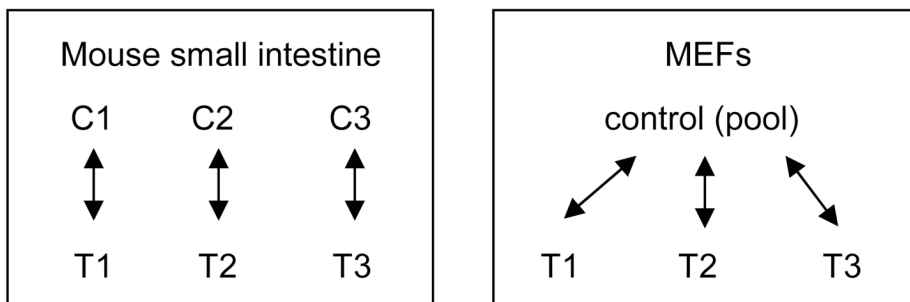 Mouse small intestine
C1 C2 C3
T1 T2 T3
MEFs
control (pool)
T1 T2 T3